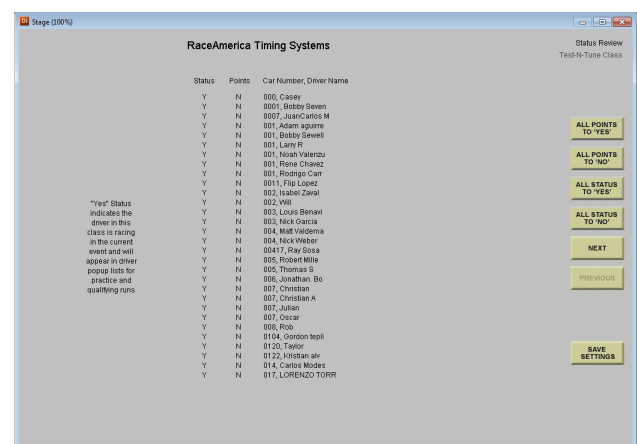 Di Stage (100%)
RaceAmerica Timing Systems
Status Review
Test-N-Tune Class
Status Points Car Number, Driver Name
Y N 000, Casey
Y N 0001, Bobby Seven
Y N 0007, JuanCarlos M
Y N 001, Adam aguirre
Y N 001, Bobby Sewell
Y N 001, Larry R
Y N 001, Noah Valenzu
Y N 001, Rene Chavez
Y N 001, Rodrigo Carr
Y N 0011, Flip Lopez
Y N 002, Isabel Zaval
Y N 002, Will
Y N 003, Louis Benavi
Y N 003, Nick Garcia
Y N 004, Matt Valdema
Y N 004, Nick Weber
Y N 00417, Ray Sosa
Y N 005, Robert Mille
Y N 005, Thomas S
Y N 006, Jonathan. Bo
Y N 007, Christian
Y N 007, Christian A
Y N 007, Julian
Y N 007, Oscar
Y N 008, Rob
Y N 0104, Gordon tepli
Y N 0120, Taylor
Y N 0122, Kristian alv
Y N 014, Carlos Modes
Y N 017, LORENZO TORR
"Yes" Status
indicates the
driver in this
class is racing
in the current
event and will
appear in driver
popup lists for
practice and
qualifying runs
ALL POINTS
TO 'YES'
ALL POINTS
TO 'NO'
ALL STATUS
TO 'YES'
ALL STATUS
TO 'NO'
NEXT
PREVIOUS
SAVE
SETTINGS